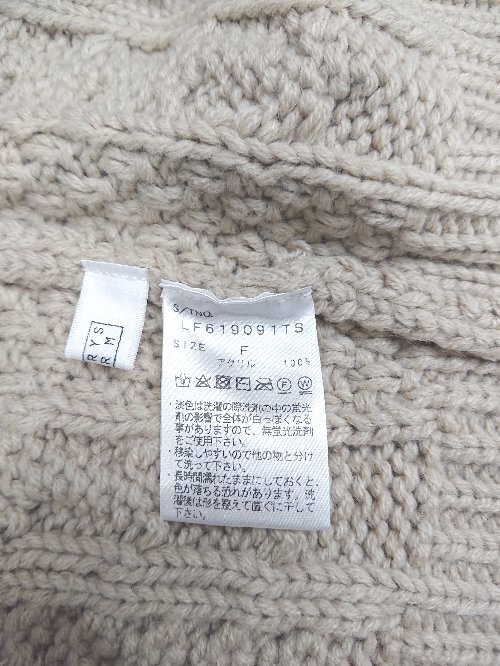 S/TNO.
LF619091TS
SIZE F
アクリル 100%
・淡色は洗濯の際洗剤の中の蛍光
剤の影響で全体が白っぽくなる
事がありますので、無蛍光洗剤
をご使用下さい。
・移染しやすいので他の物と分け
て洗って下さい。
・長時間濡れたままにしておくと、
色が落ちる恐れがあります。洗
濯後は形を整えて直ぐに干して
下さい。
RYS
RM